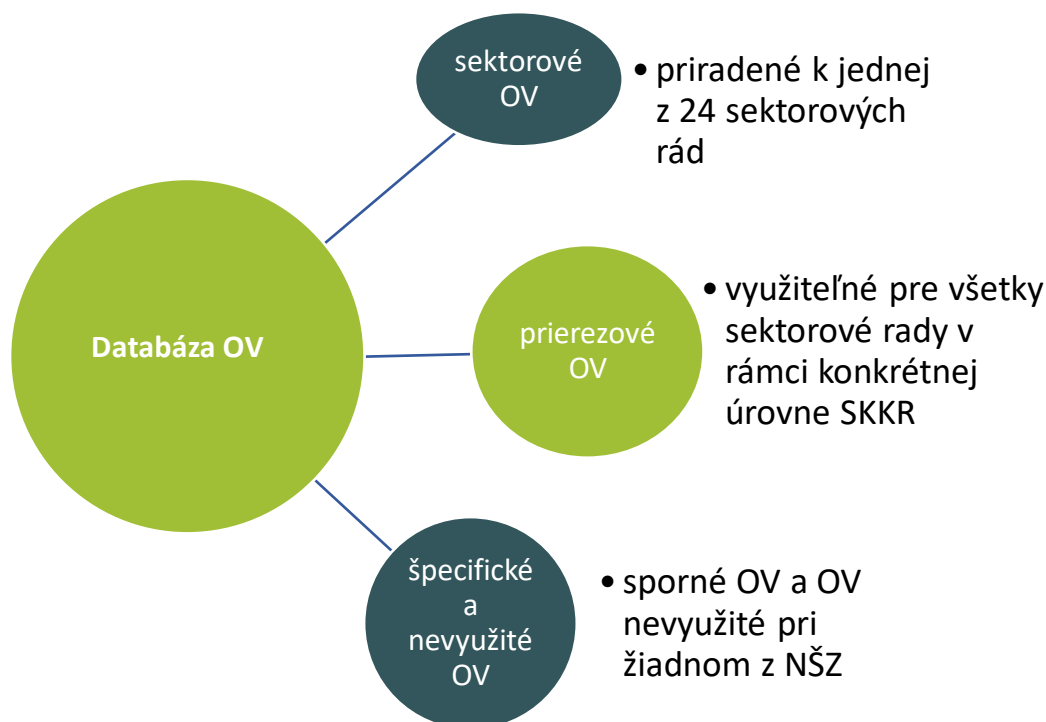 Databáza OV
sektorové
OV
• priradené k jednej
z 24 sektorových
rád
prierezové
OV
• využiteľné pre všetky
sektorové rady v
rámci konkrétnej
úrovne SKKR
špecifické
a
nevyužité
OV
• sporné OV a OV
nevyužité pri
žiadnom z NŠZ